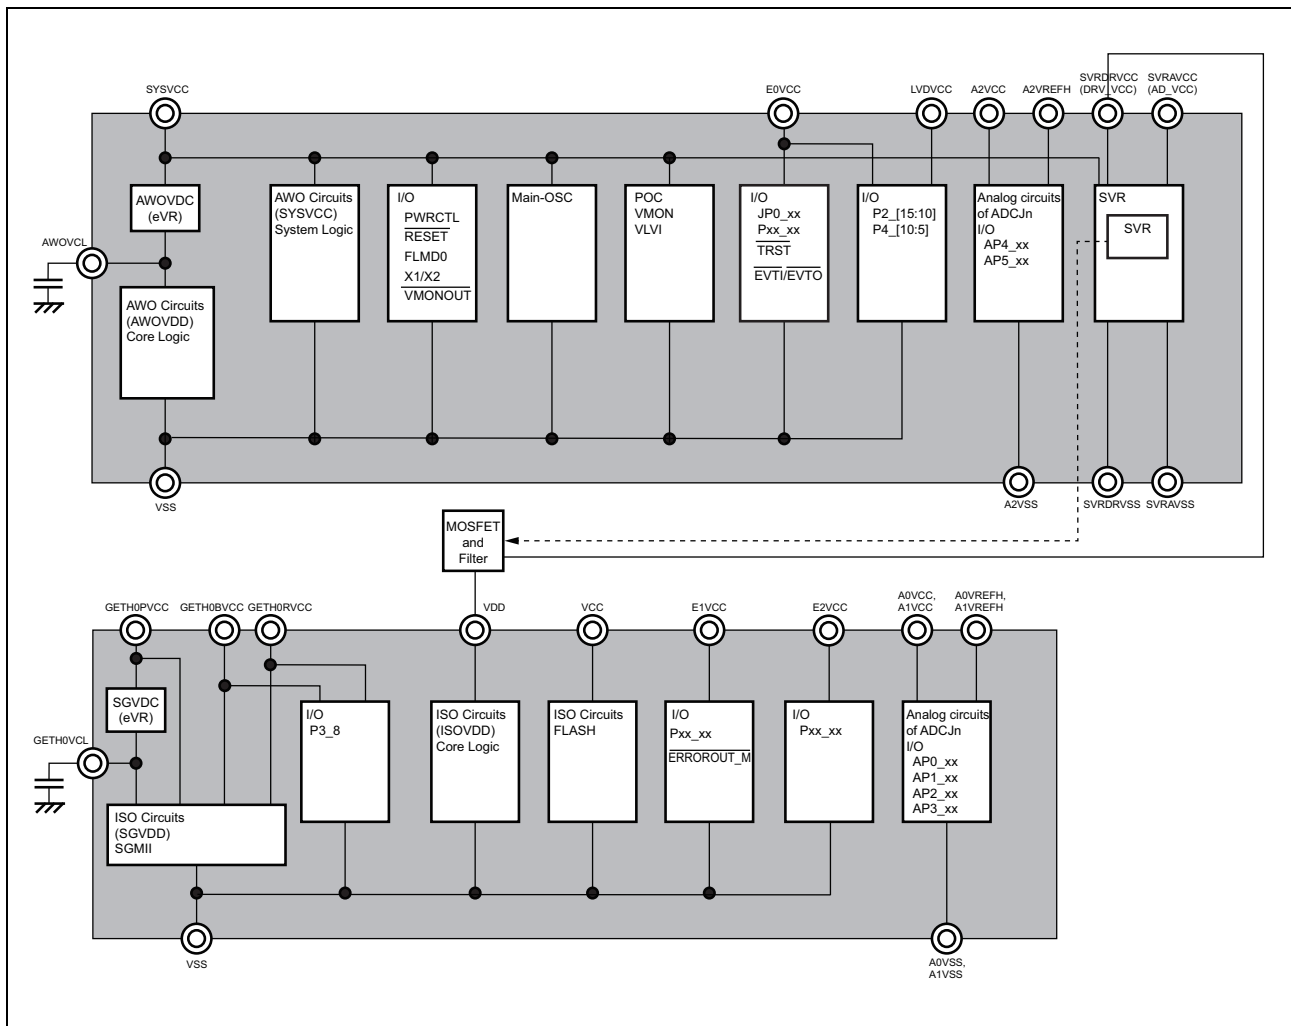 SYSVCC
E0VCC
LVDVCC
A2VCC
A2VREFH
SVRDRVCC
(DRV_VCC)
SVRAVCC
(AD_VCC)
AWOVDC
(eVR)
AWO Circuits
(SYSVCC)
System Logic
I/O
PWRCTL
RESET
FLMD0
X1/X2
VMONOUT
Main-OSC
POC
VMON
VLVI
I/O
JP0_xx
Pxx_xx
TRST
EVTI/EVTO
I/O
P2_[15:10]
P4_[10:5]
Analog circuits
of ADCJn
I/O
AP4_xx
AP5_xx
SVR
SVR
AWOVCL
AWO Circuits
(AWOVDD)
Core Logic
VSS
A2VSS
SVRDRVSS
SVRAVSS
MOSFET
and
Filter
GETH0PVCC
GETH0BVCC
GETH0RVCC
VDD
VCC
E1VCC
E2VCC
A0VCC,
A1VCC
A0VREFH,
A1VREFH
SGVDC
(eVR)
I/O
P3_8
ISO Circuits
(ISOVDD)
Core Logic
ISO Circuits
FLASH
I/O
Pxx_xx
ERROROUT_M
I/O
Pxx_xx
Analog circuits
of ADCJn
I/O
AP0_xx
AP1_xx
AP2_xx
AP3_xx
GETH0VCL
ISO Circuits
(SGVDD)
SGMII
VSS
A0VSS,
A1VSS